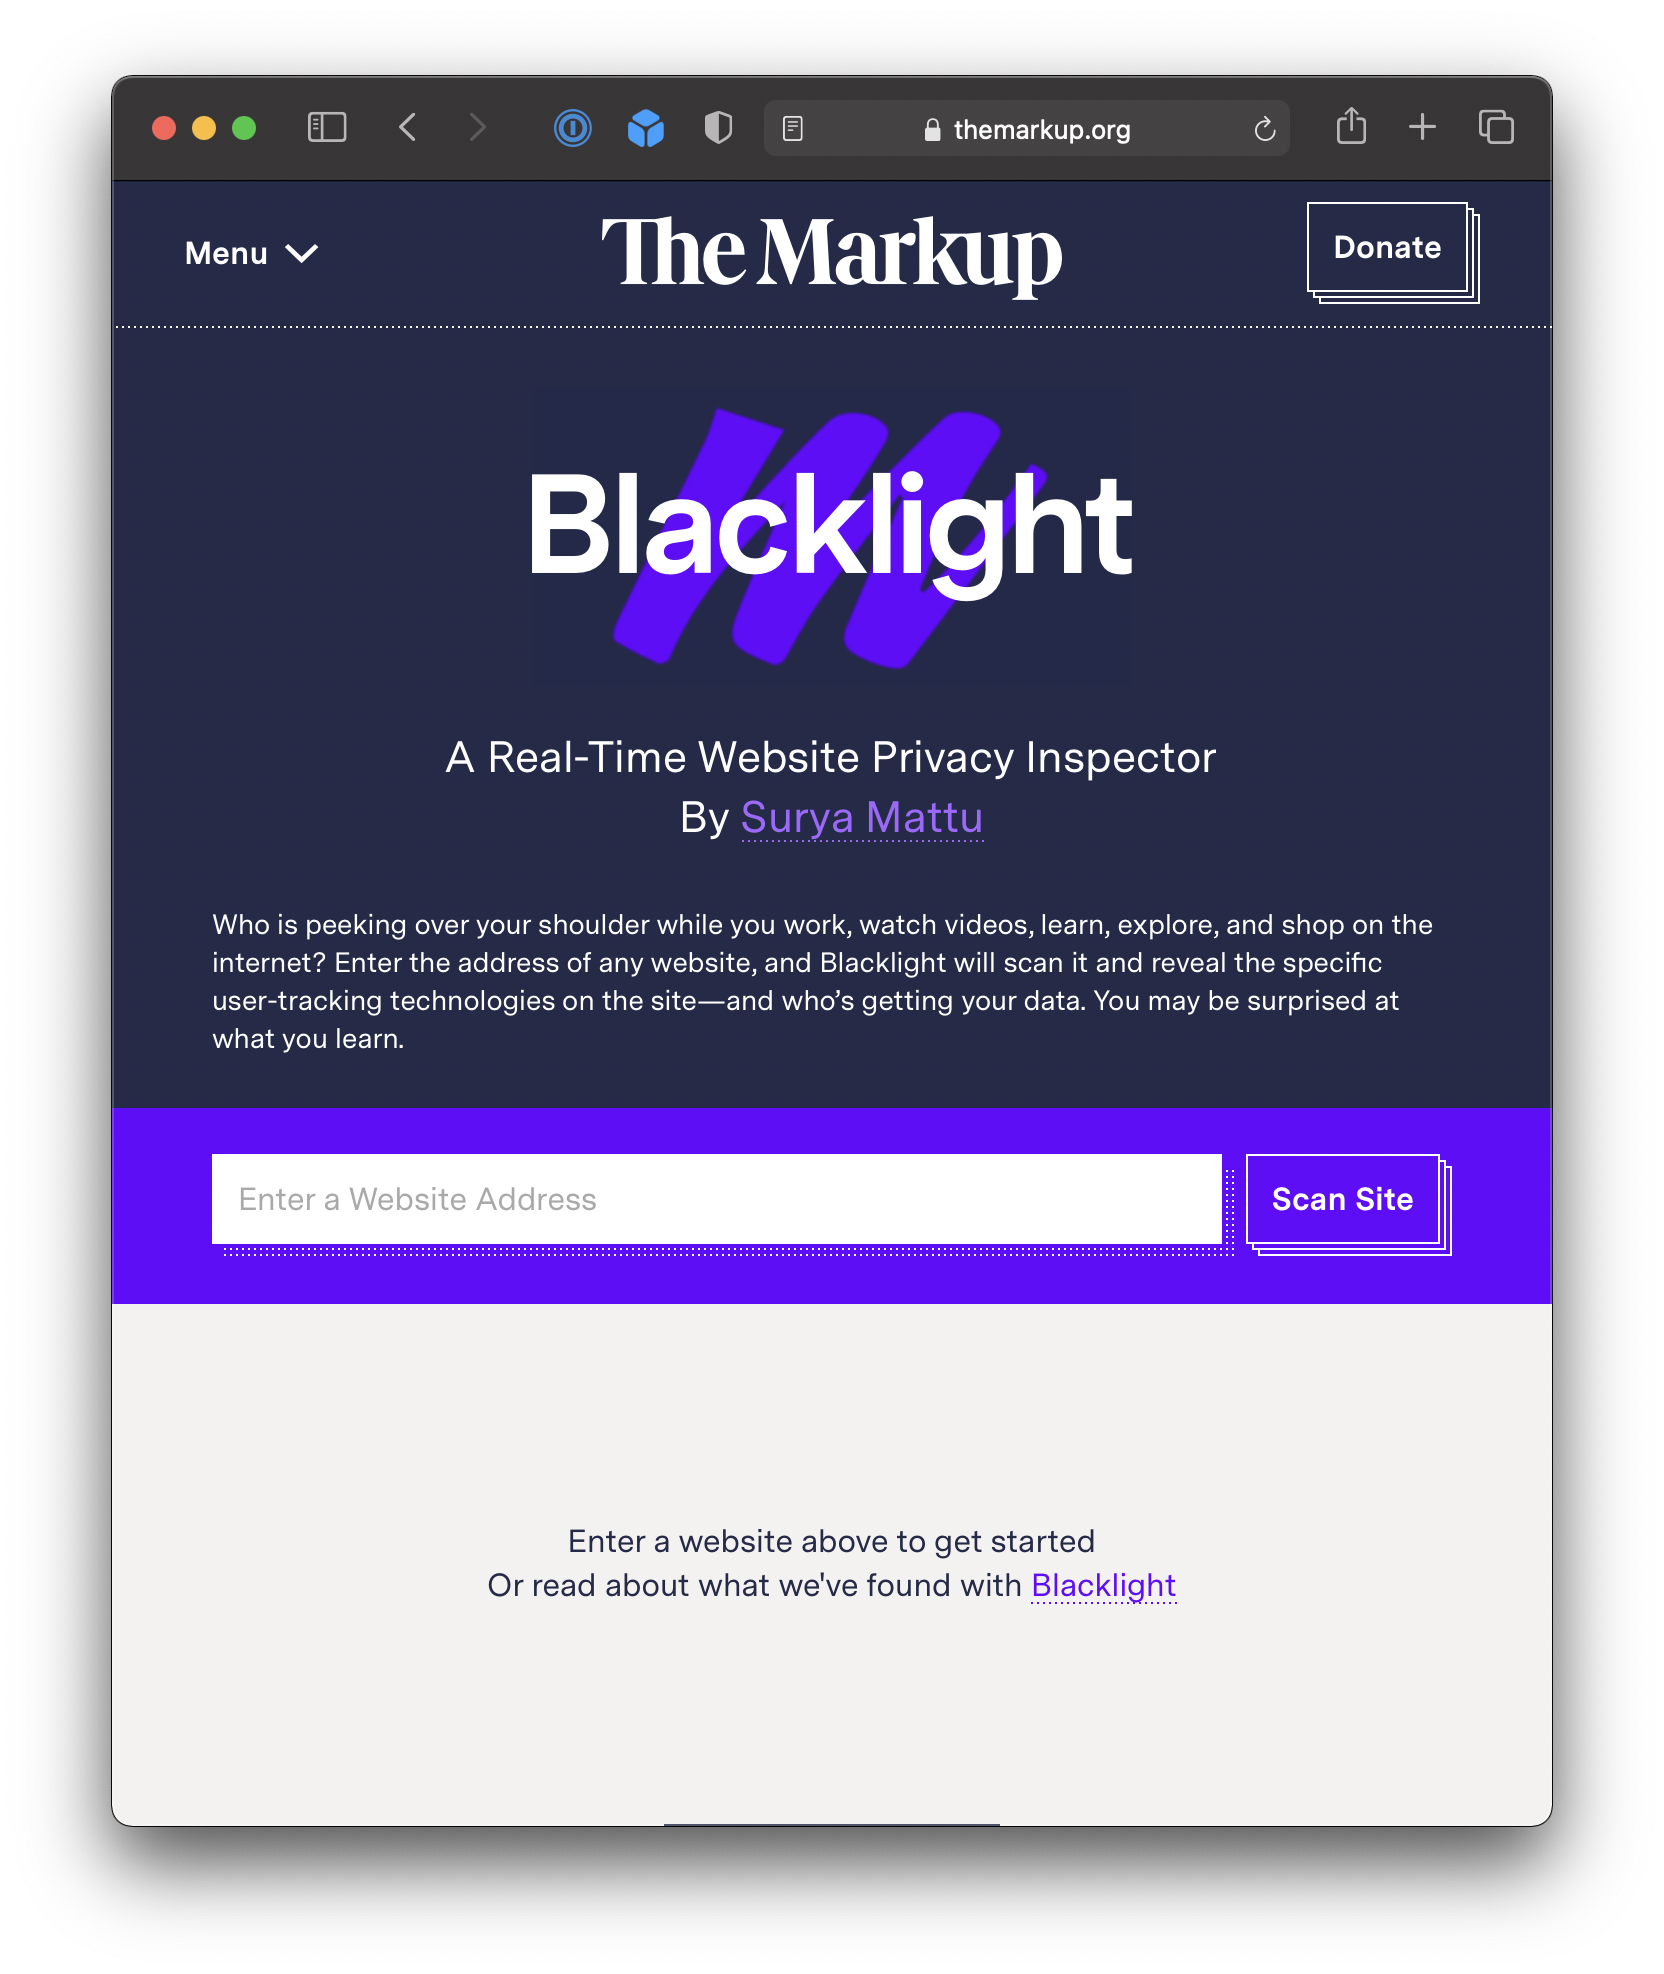 themarkup.org
Menu
The Markup
Donate
Blacklight
A Real-Time Website Privacy Inspector
By Surya Mattu
Who is peeking over your shoulder while you work, watch videos, learn, explore, and shop on the
internet? Enter the address of any website, and Blacklight will scan it and reveal the specific
user-tracking technologies on the site—and who’s getting your data. You may be surprised at
what you learn.
Enter a Website Address
Scan Site
Enter a website above to get started
Or read about what we've found with Blacklight